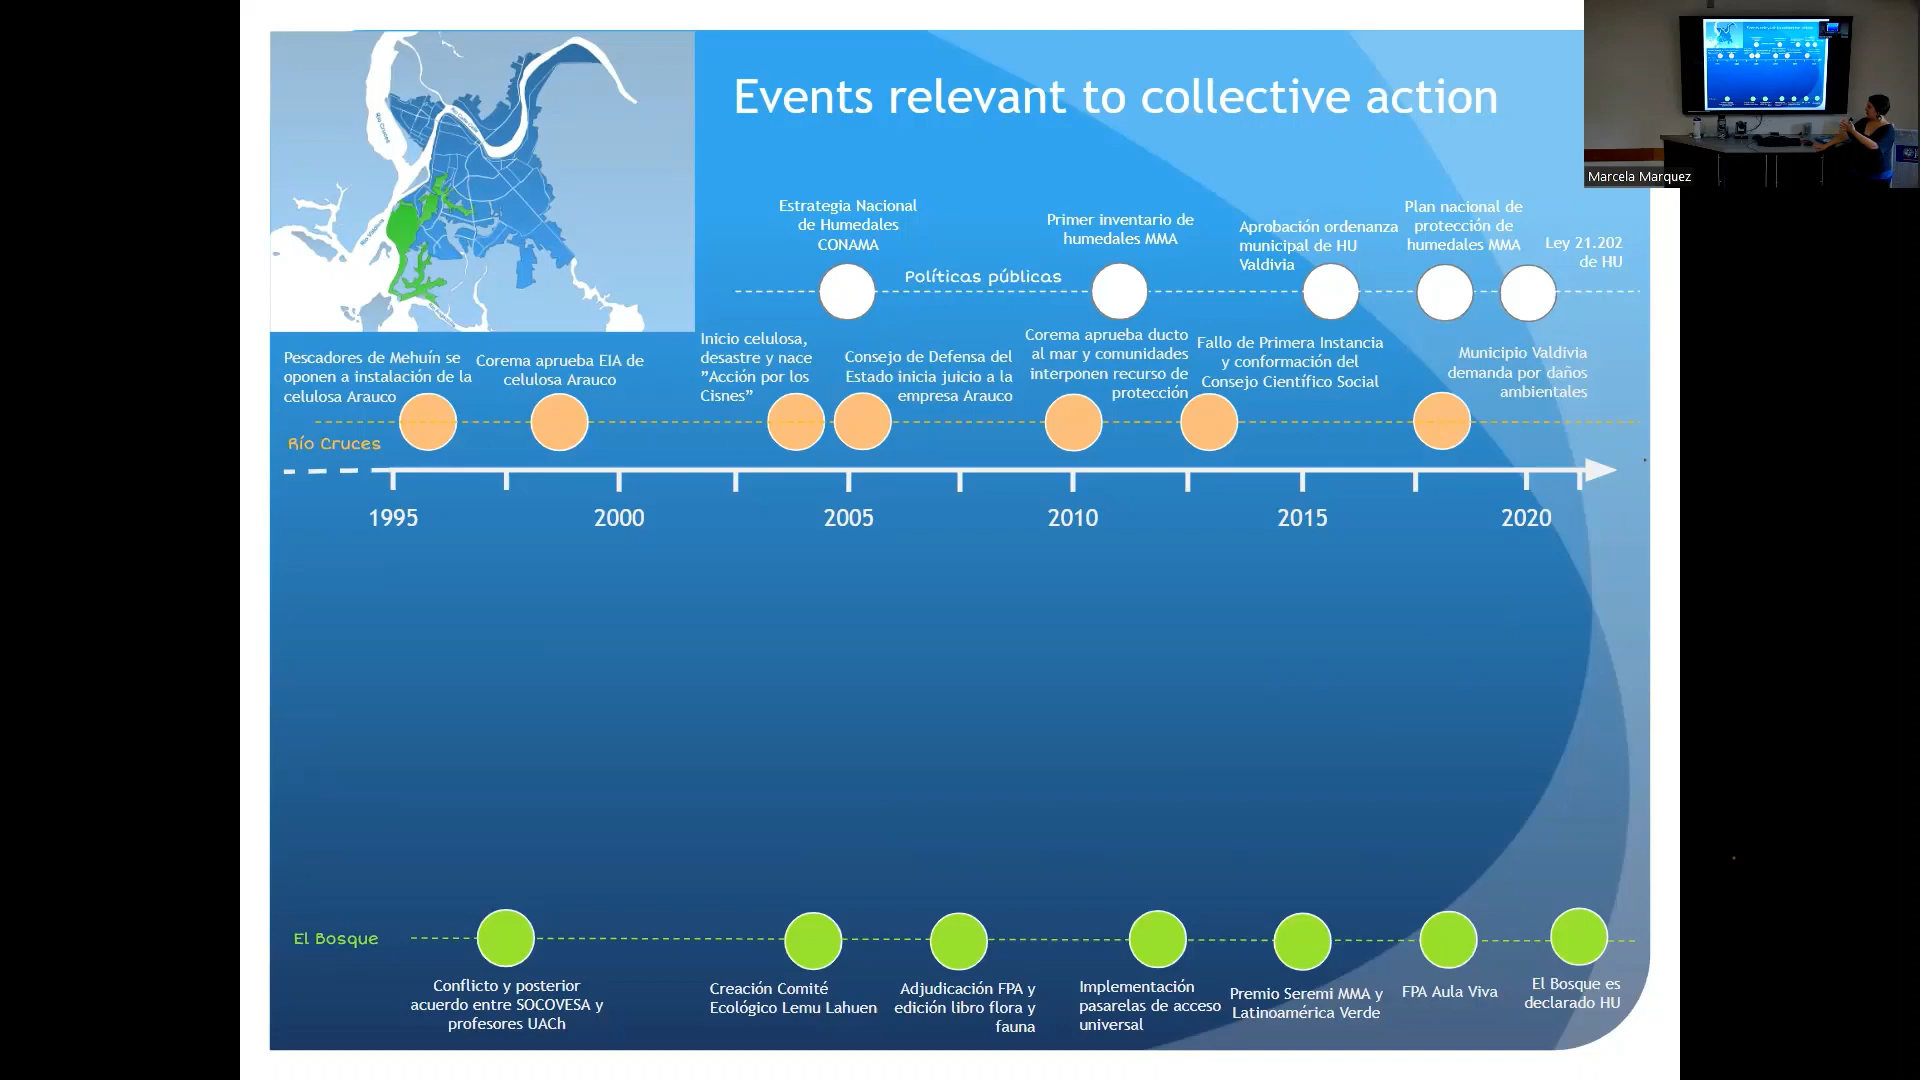 Events relevant to collective action
Marcela Marquez
Río Cruces
Río Valdivia
Estrategia Nacional
de Humedales
CONAMA
Políticas públicas
Primer inventario de
humedales MMA
Aprobación ordenanza
municipal de HU
Valdivia
Plan nacional de
protección de
humedales MMA
Ley 21.202
de HU
Pescadores de Mehuín se
oponen a instalación de la
celulosa Arauco
Corema aprueba EIA de
celulosa Arauco
Inicio celulosa,
desastre y nace
”Acción por los
Cisnes”
Consejo de Defensa del
Estado inicia juicio a la
empresa Arauco
Corema aprueba ducto
al mar y comunidades
interponen recurso de
protección
Fallo de Primera Instancia
y conformación del
Consejo Científico Social
Municipio Valdivia
demanda por daños
ambientales
Río Cruces
1995 2000 2005 2010 2015 2020
El Bosque
Conflicto y posterior
acuerdo entre SOCOVESA y
profesores UACh
Creación Comité
Ecológico Lemu Lahuen
Adjudicación FPA y
edición libro flora y
fauna
Implementación
pasarelas de acceso
universal
Premio Seremi MMA y
Latinoamérica Verde
FPA Aula Viva
El Bosque es
declarado HU